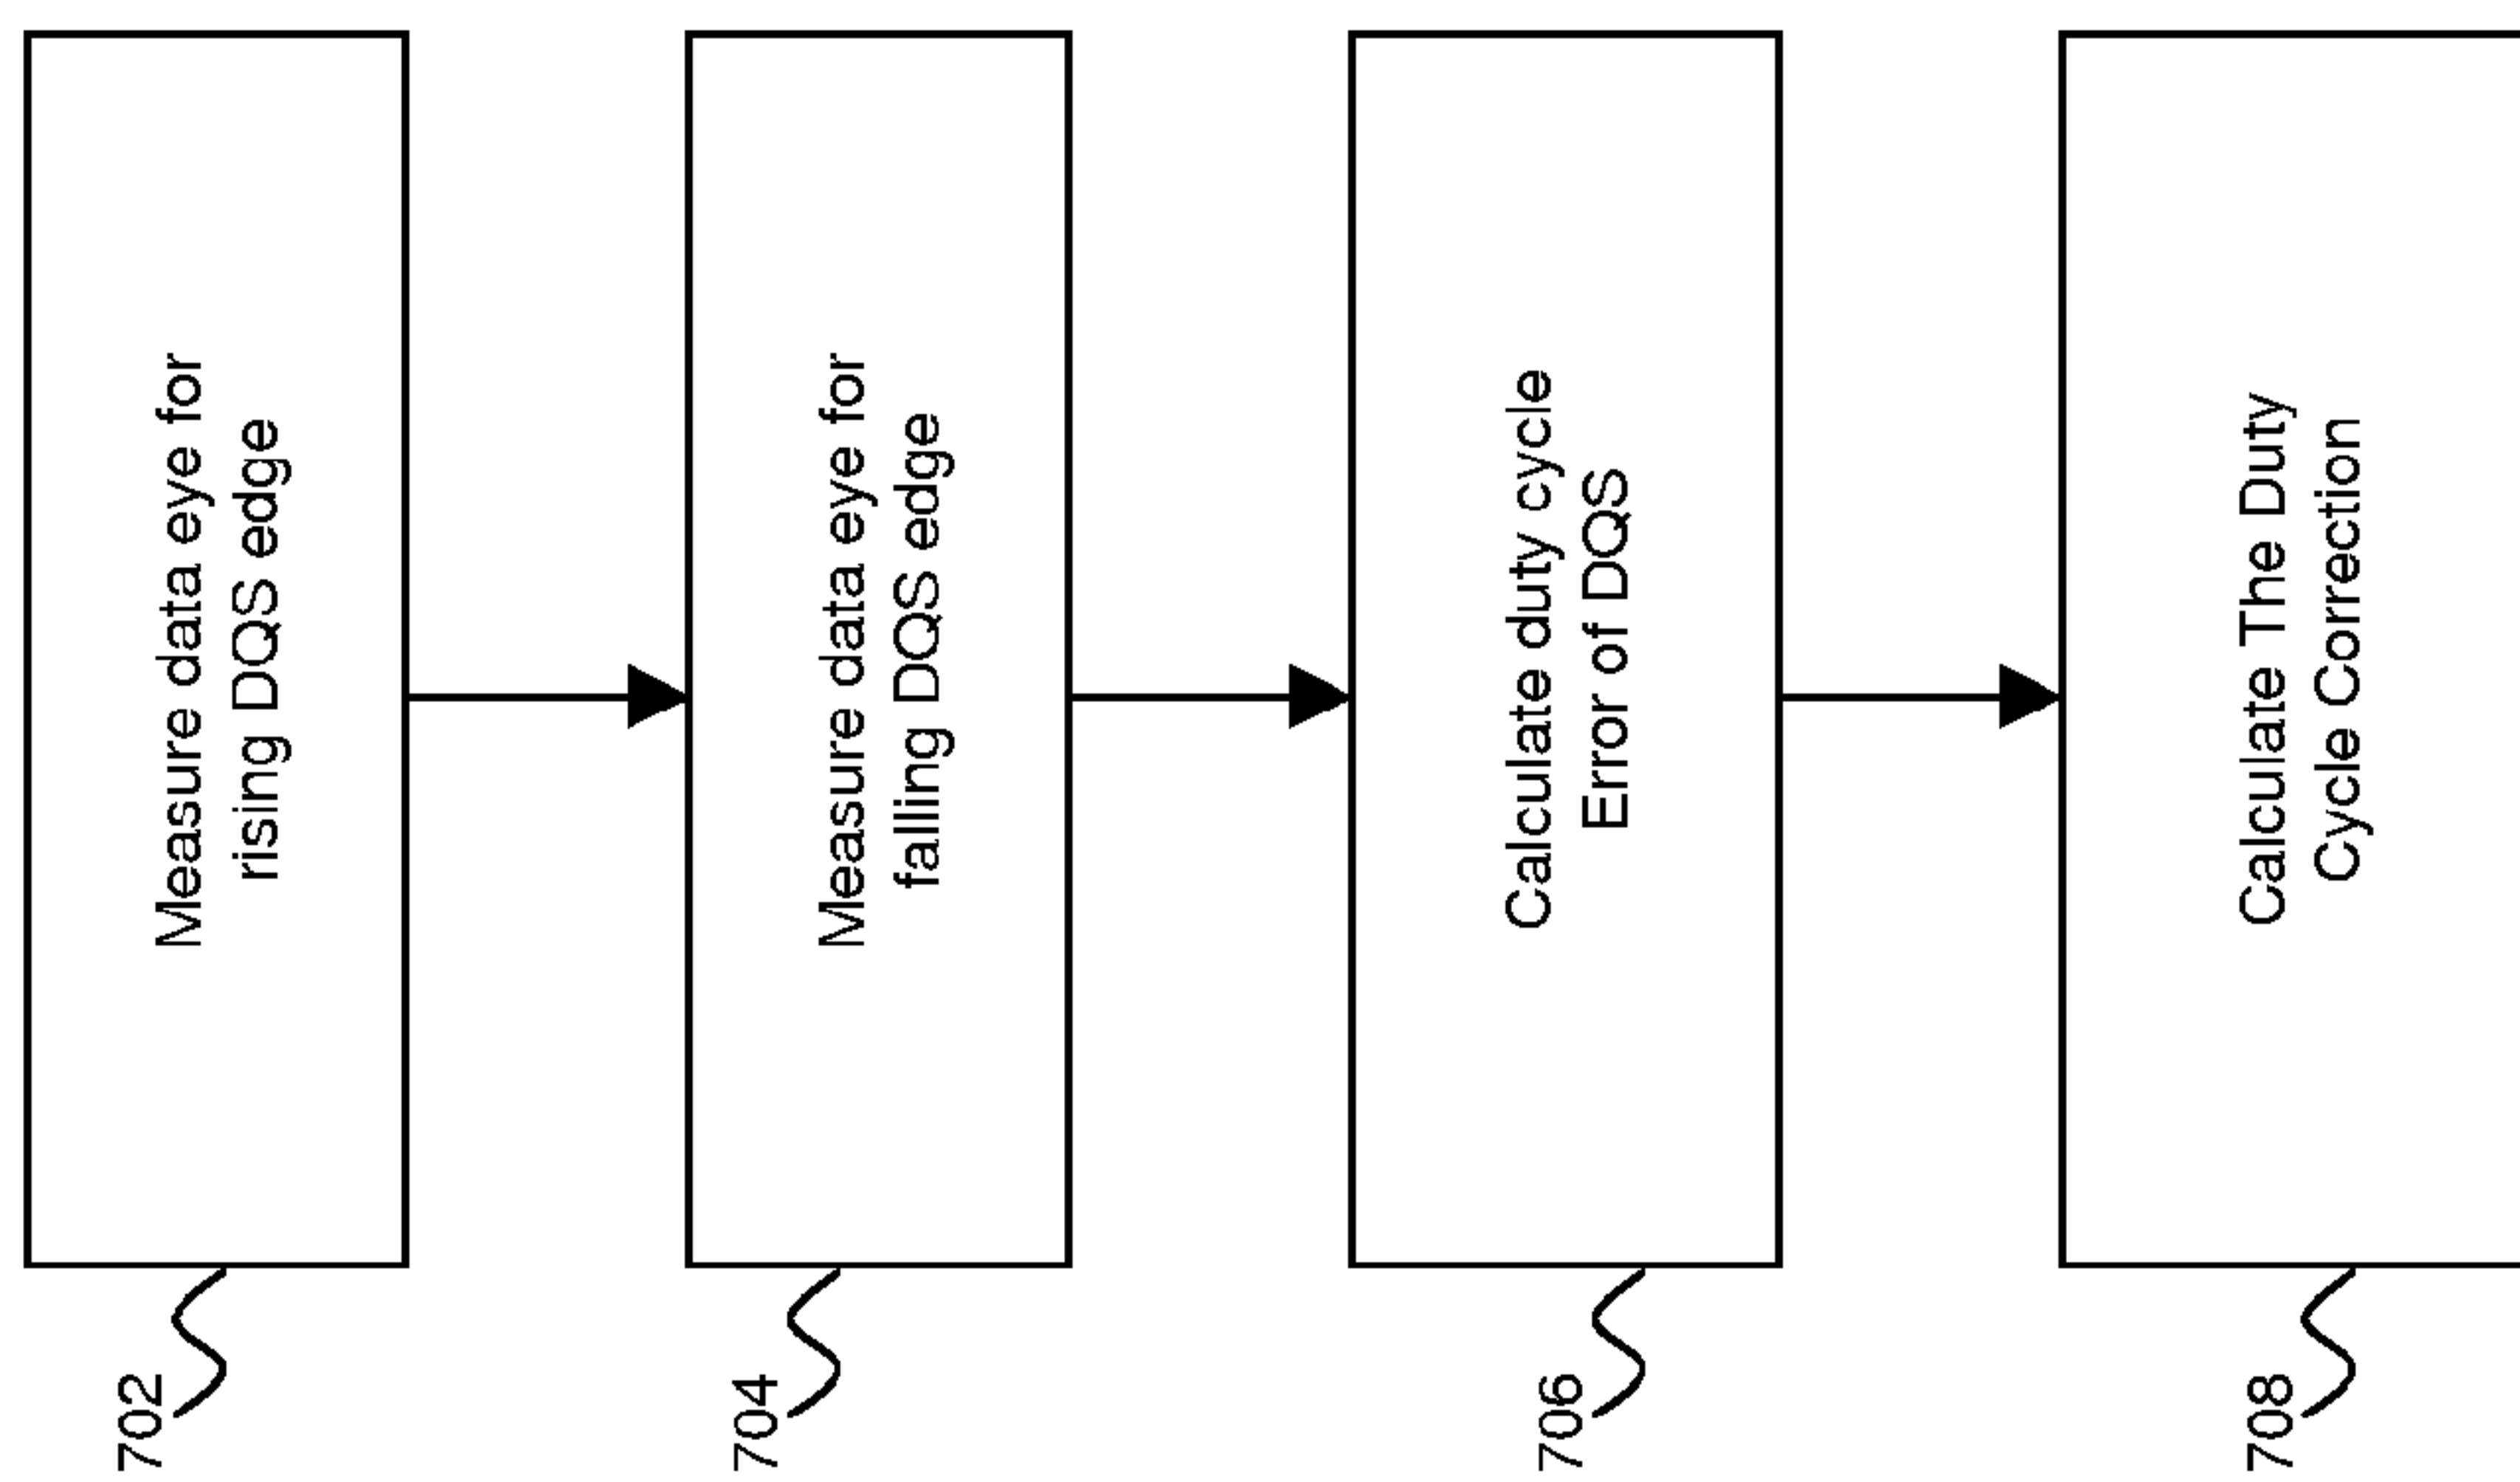 702
Measure data eye for
rising DQS edge
704
Measure data eye for
falling DQS edge
706
Calculate duty cycle
Error of DQS
708
Calculate The Duty
Cycle Correction